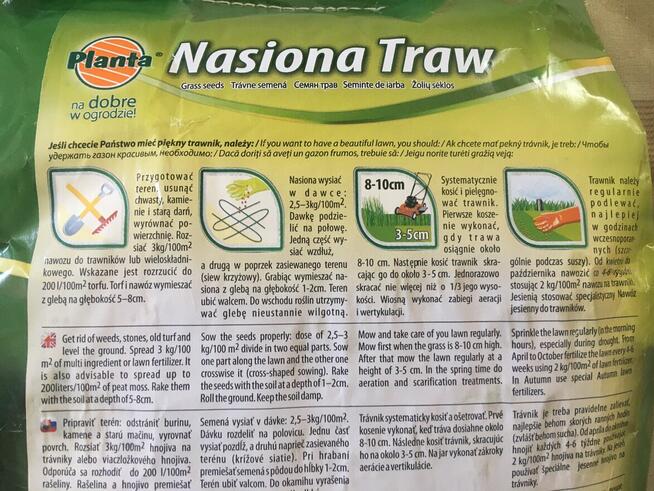 Planta®
na dobre
w ogrodzie!
Nasiona Traw
Grass seeds Trávne semená Семян трав Seminte de iarba Žolių sėklos
Jeśli chcecie Państwo mieć piękny trawnik, należy: / If you want to have a beautiful lawn, you should: / Ak chcete mať pekný trávnik, je treb: / Чтобы
удержать газон красивым, необходимо: / Dacă doriți să aveți un gazon frumos, trebuie să: / Jeigu norite turėti gražią veją:
Przygotować
teren: usunąć
chwasty, kamie-
nie i starą darń,
wyrównać po-
wierzchnię. Roz-
siać 3kg/100m²
nawozu do trawników lub wieloskładni-
kowego. Wskazane jest rozrzucić do
200 l/100m² torfu. Torf i nawóz wymieszać
z glebą na głębokość 5–8cm.
Nasiona wysiać
w dawce:
2,5–3kg/100m².
Dawkę podzie-
lić na połowę.
Jedną część wy-
siać wzdłuż,
a drugą w poprzek zasiewanego terenu
(siew krzyżowy). Grabiąc wymieszać na-
siona z glebą na głębokość 1-2cm. Teren
ubić walcem. Do wschodu roślin utrzymy-
wać glebę nieustannie wilgotną.
8-10cm
3-5cm
Systematycznie
kosić i pielęgno-
wać trawnik.
Pierwsze kosze-
nie wykonać,
gdy trawa
osiągnie około
8-10 cm. Następnie kosić trawnik skra-
cając go do około 3-5 cm. Jednorazowo
skracać nie więcej niż o 1/3 jego wyso-
kości. Wiosną wykonać zabiegi aeracji
i wertykulacji.
Trawnik należy
regularnie
podlewać,
najlepiej
w godzinach
wczesnoporan-
nych (szcze-
gólnie podczas suszy). Od kwietnia do
października nawozić co 4-6 tygodni,
stosując 2 kg/100m² nawozu na trawnik.
Jesienią stosować specjalistyczny Nawóz
jesienny do trawników.
Get rid of weeds, stones, old turf and
level the ground. Spread 3 kg/100
m² of multi ingredient or lawn fertilizer. It
is also advisable to spread up to
200liters/100m² of peat moss. Rake them
with the soil at a depth of 5-8cm.
Sow the seeds properly: dose of 2,5–3
kg/100 m² divide in two equal parts. Sow
one part along the lawn and the other one
crosswise it (cross-shaped sowing). Rake
the seeds with the soil at a depth of 1–2cm.
Roll the ground. Keep the soil damp.
Mow and take care of you lawn regularly.
Mow first when the grass is 8-10 cm high.
After that mow the lawn regularly at a
height of 3-5 cm. In the spring time do
aeration and scarification treatments.
Sprinkle the lawn regularly (in the morning
hours), especially during drought. From
April to October fertilize the lawn every 4-6
weeks using 2 kg/100m² of lawn fertilizer.
In Autumn use special Autumn lawn
fertilizers.
Pripraviť terén: odstrániť burinu,
kamene a starú mačinu, vyrovnať
povrch. Rozsiať 3kg/100m² hnojiva na
trávniky alebo viaczložkového hnojiva.
Odporúča sa rozhodiť do 200 l/100m²
rašeliny. Rašelina a hnojivo premiešať
Semená vysiať v dávke: 2,5–3kg/100m².
Dávku rozdeliť na polovicu. Jednu časť
vysiať pozdĺž, a druhú naprieč zasievaného
terénu (krížové siatie). Pri hrabaní
premiešať semená s pôdou do hĺbky 1-2cm.
Terén ubiť valcom. Do okamihu vyrašenia
Trávnik systematicky kosiť a ošetrovať. Prvé
kosenie vykonať, keď tráva dosiahne okolo
8-10 cm. Následne kosiť trávnik, skracujúc
ho na okolo 3-5 cm. Na jar vykonať zákroky
aerácie a vertikulácie.
Trávnik je treba pravidelne zalievať,
najlepšie behom skorých ranných hodín
(zvlášť behom sucha). Od apríla do októbra
hnojiť každých 4-6 týždne používajúc
2 kg/100m² hnojiva na trávniky. Na jeseň
používať špeciálne Jesenné hnojivo na